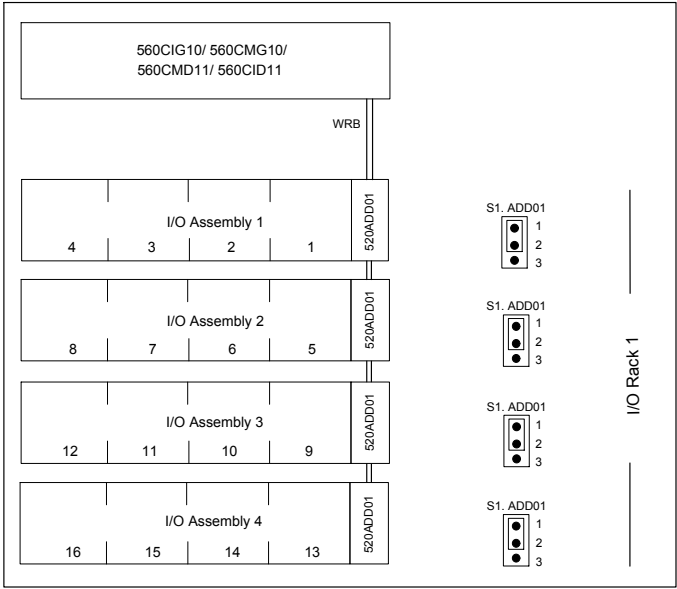 560CIG10/ 560CMG10/
560CMD11/ 560CID11
WRB
I/O Assembly 1
4 3 2 1
520ADD01
S1. ADD01
1
2
3
I/O Assembly 2
8 7 6 5
520ADD01
S1. ADD01
1
2
3
I/O Assembly 3
12 11 10 9
520ADD01
S1. ADD01
1
2
3
I/O Assembly 4
16 15 14 13
520ADD01
S1. ADD01
1
2
3
I/O Rack 1